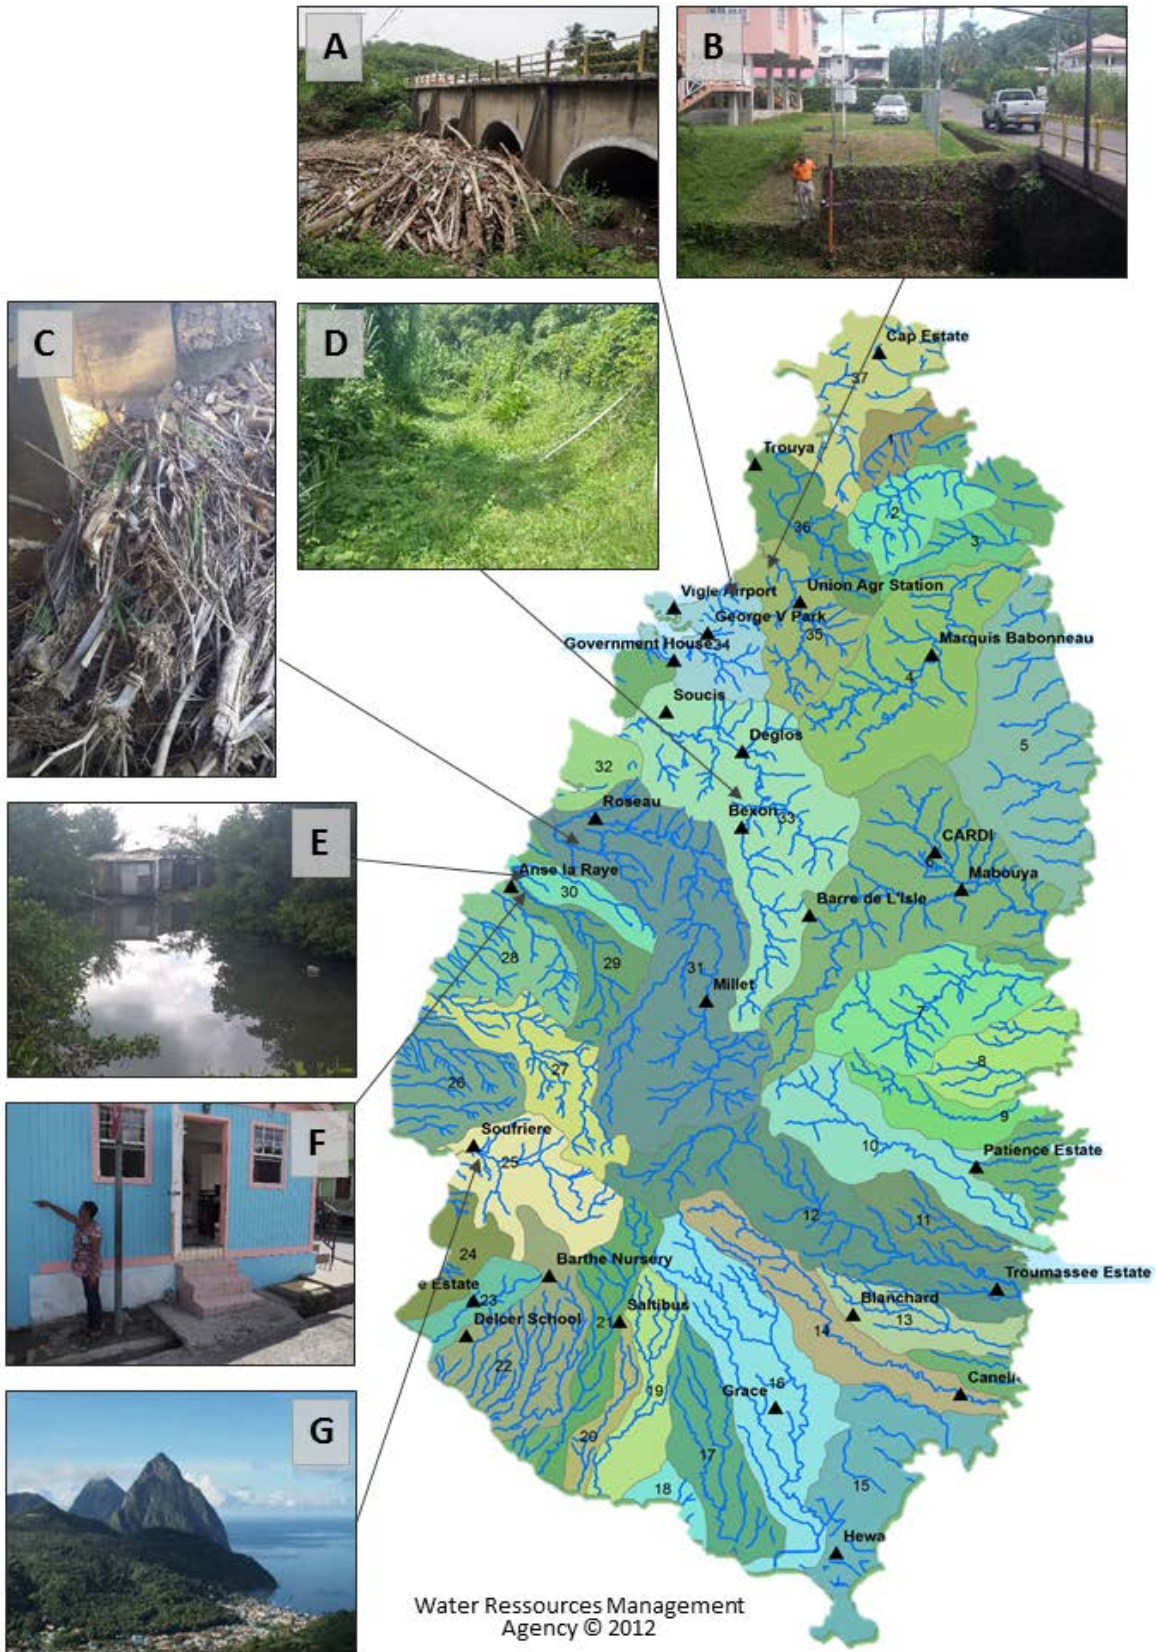 A
B
C
D
Cap Estate
37
1
Trouya
2
36
3
Vigie Airport
Union Agr Station
George V Park
35
Government House
34
Marquis Babonneau
4
Soucis
Deglos
5
32
Roseau
Bexon
33
E
CARDI
6
Anse la Raye
30
Mabouya
Barre de L'Isle
28
29
31
Millet
7
27
8
26
9
F
Soufriere
25
10
Patience Estate
12
11
24
Barthe Nursery
Troumassee Estate
e Estate
23
Blanchard
Saltibus
13
Delcer School
21
14
22
Canell
19
Grace
16
G
20
17
18
15
Hewa
Water Ressources Management
Agency © 2012